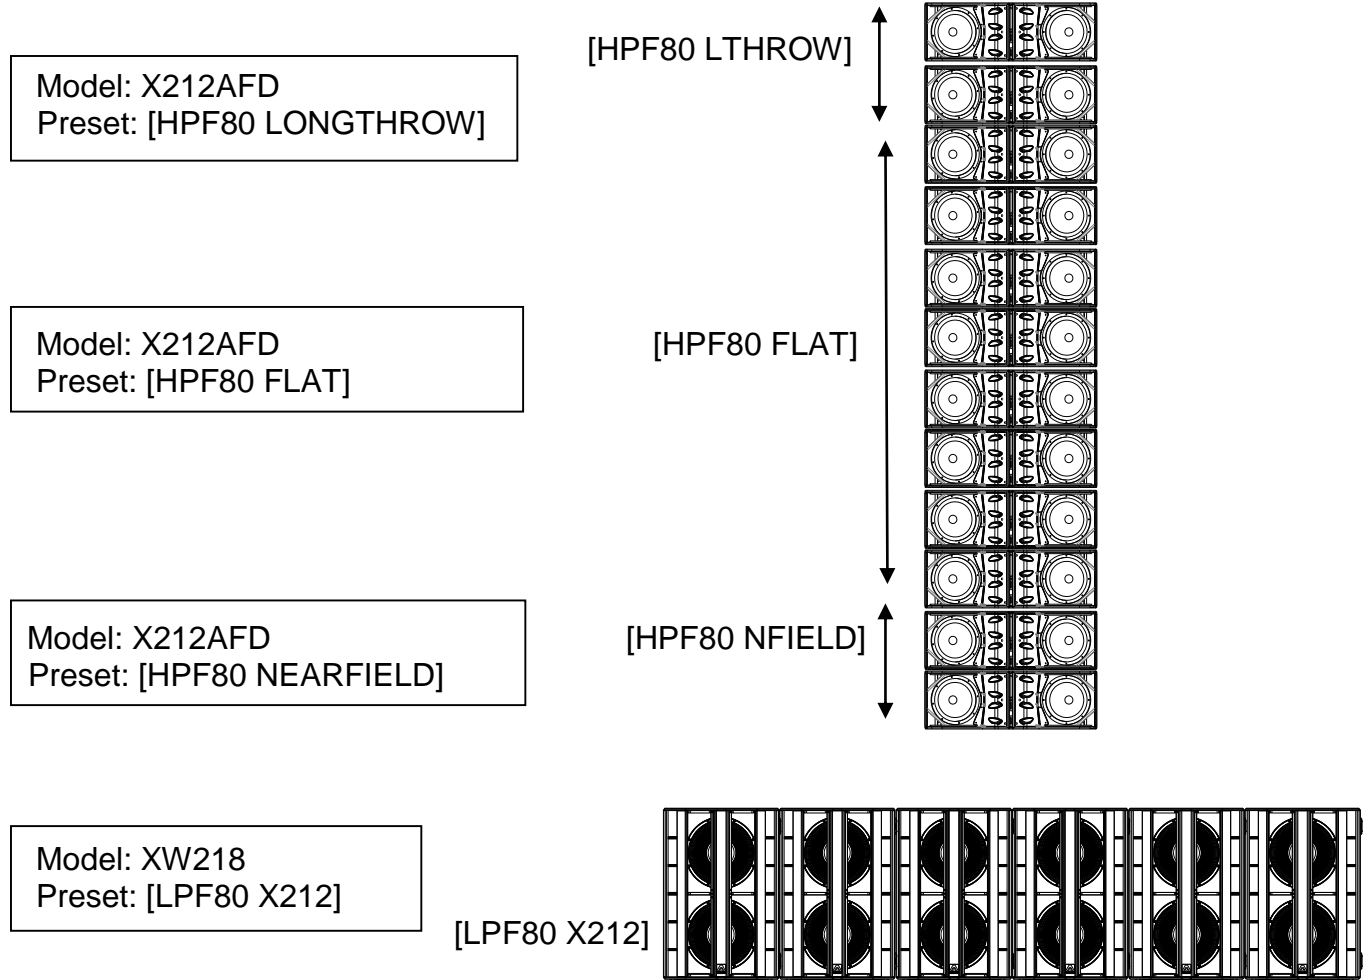 [HPF80 LTHROW]
Model: X212AFD
Preset: [HPF80 LONGTHROW]
Model: X212AFD
Preset: [HPF80 FLAT]
[HPF80 FLAT]
Model: X212AFD
Preset: [HPF80 NEARFIELD]
[HPF80 NFIELD]
Model: XW218
Preset: [LPF80 X212]
[LPF80 X212]